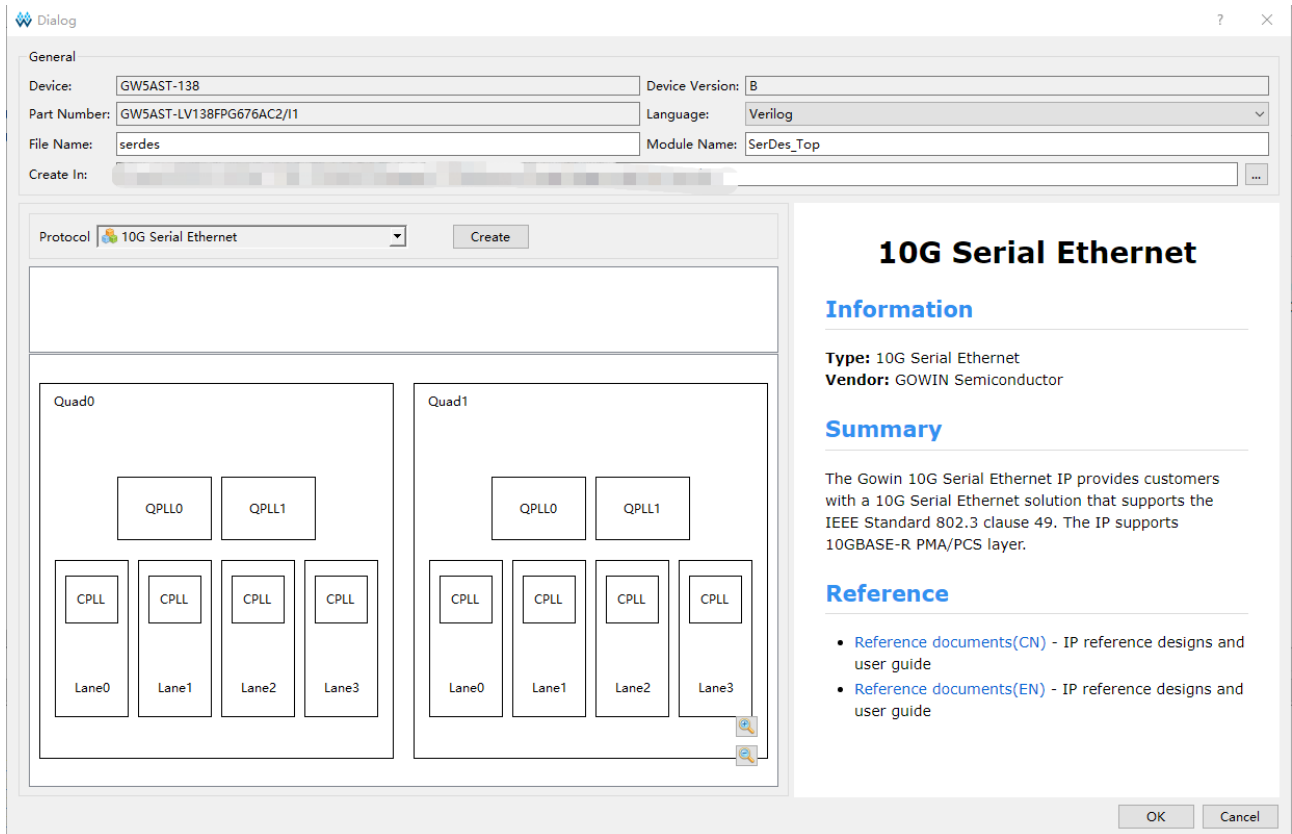 Dialog
General
Device: GW5AST-138 Device Version: B
Part Number: GW5AST-LV138FPG676AC2/I1 Language: Verilog
File Name: serdes Module Name: SerDes_Top
Create In: ...
Protocol 10G Serial Ethernet Create
Quad0
QPLL0 QPLL1
CPLL CPLL CPLL CPLL
Lane0 Lane1 Lane2 Lane3
Quad1
QPLL0 QPLL1
CPLL CPLL CPLL CPLL
Lane0 Lane1 Lane2 Lane3
10G Serial Ethernet
Information
Type: 10G Serial Ethernet
Vendor: GOWIN Semiconductor
Summary
The Gowin 10G Serial Ethernet IP provides customers
with a 10G Serial Ethernet solution that supports the
IEEE Standard 802.3 clause 49. The IP supports
10GBASE-R PMA/PCS layer.
Reference
• Reference documents(CN) - IP reference designs and
user guide
• Reference documents(EN) - IP reference designs and
user guide
OK Cancel